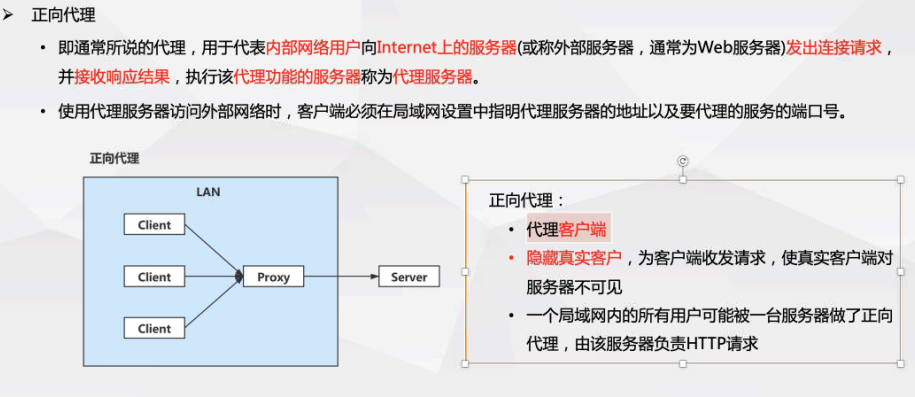 正向代理
• 即通常所说的代理，用于代表内部网络用户向Internet上的服务器(或称外部服务器，通常为Web服务器)发出连接请求，
并接收响应结果，执行该代理功能的服务器称为代理服务器。
• 使用代理服务器访问外部网络时，客户端必须在局域网设置中指明代理服务器的地址以及要代理的服务的端口号。
正向代理
LAN
Client
Client
Client
Proxy
Server
正向代理：
• 代理客户端
• 隐藏真实客户，为客户端收发请求，使真实客户端对
服务器不可见
• 一个局域网内的所有用户可能被一台服务器做了正向
代理，由该服务器负责HTTP请求